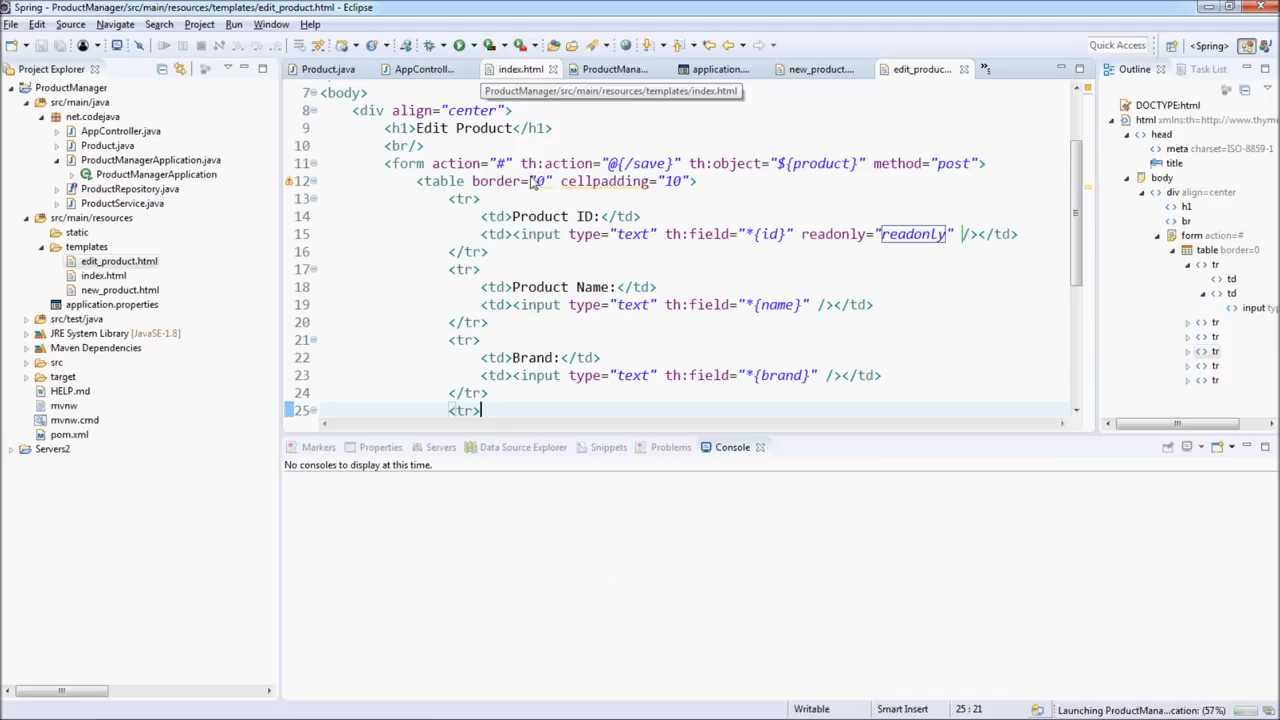 Spring - ProductManager/src/main/resources/templates/edit_product.html - Eclipse
File Edit Source Navigate Search Project Run Window Help
Quick Access
<Spring>
Project Explorer
ProductManager
src/main/java
net.codejava
AppController.java
Product.java
ProductManagerApplication.java
ProductManagerApplication
ProductRepository.java
ProductService.java
src/main/resources
static
templates
edit_product.html
index.html
new_product.html
application.properties
src/test/java
JRE System Library [JavaSE-1.8]
Maven Dependencies
src
target
HELP.md
mvnw
mvnw.cmd
pom.xml
Servers2
Product.java AppControll... index.html ProductMana... application.... new_product.... edit_produc... »5
ProductManager/src/main/resources/templates/index.html
7 <body>
8 <div align="center">
9 <h1>Edit Product</h1>
10 <br/>
11 <form action="#" th:action="@{/save}" th:object="${product}" method="post">
12 <table border="0" cellpadding="10">
13 <tr>
14 <td>Product ID:</td>
15 <td><input type="text" th:field="*{id}" readonly="readonly" /></td>
16 </tr>
17 <tr>
18 <td>Product Name:</td>
19 <td><input type="text" th:field="*{name}" /></td>
20 </tr>
21 <tr>
22 <td>Brand:</td>
23 <td><input type="text" th:field="*{brand}" /></td>
24 </tr>
25 <tr>
Markers Properties Servers Data Source Explorer Snippets Problems Console
No consoles to display at this time.
Outline Task List
DOCTYPE:html
html xmlns:th=http://www.thyme
head
meta charset=ISO-8859-1
title
body
div align=center
h1
br
form action=#
table border=0
tr
td
td
input type
tr
tr
tr
tr
tr
Writable Smart Insert 25 : 21 Launching ProductMana...cation: (57%)